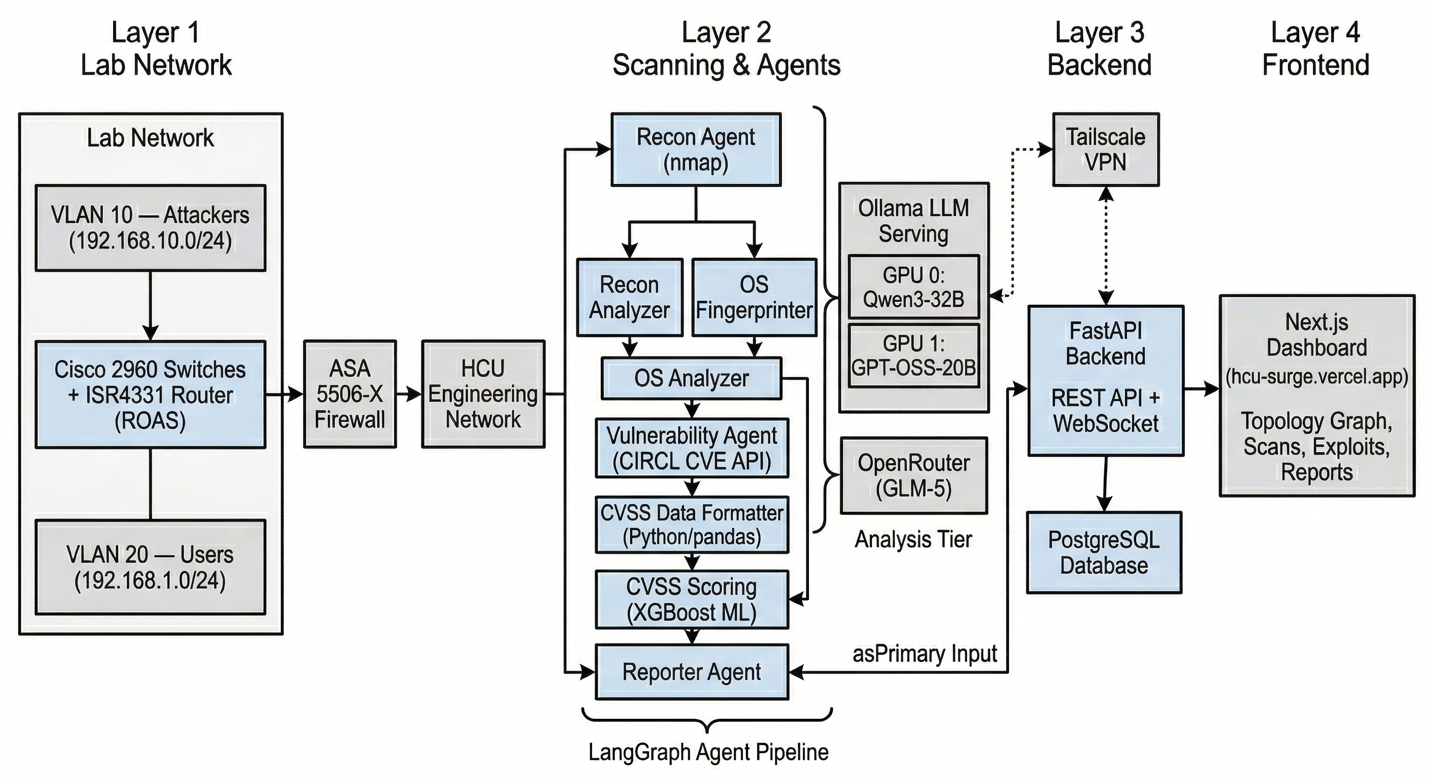 Layer 1
Lab Network
Layer 2
Scanning & Agents
Layer 3
Backend
Layer 4
Frontend
Lab Network
VLAN 10 — Attackers
(192.168.10.0/24)
Cisco 2960 Switches
+ ISR4331 Router
(ROAS)
VLAN 20 — Users
(192.168.1.0/24)
ASA
5506-X
Firewall
HCU
Engineering
Network
Recon Agent
(nmap)
Recon
Analyzer
OS
Fingerprinter
OS Analyzer
Vulnerability Agent
(CIRCL CVE API)
CVSS Data Formatter
(Python/pandas)
CVSS Scoring
(XGBoost ML)
Reporter Agent
LangGraph Agent Pipeline
Ollama LLM
Serving
GPU 0:
Qwen3-32B
GPU 1:
GPT-OSS-20B
OpenRouter
(GLM-5)
Analysis Tier
asPrimary Input
Tailscale
VPN
FastAPI
Backend
REST API +
WebSocket
PostgreSQL
Database
Next.js
Dashboard
(hcu-surge.vercel.app)
Topology Graph,
Scans, Exploits,
Reports